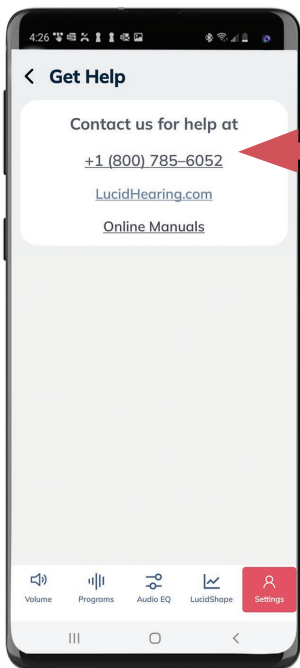 4:26
Get Help
Contact us for help at
+1 (800) 785–6052
LucidHearing.com
Online Manuals
Volume
Programs
Audio EQ
LucidShape
Settings